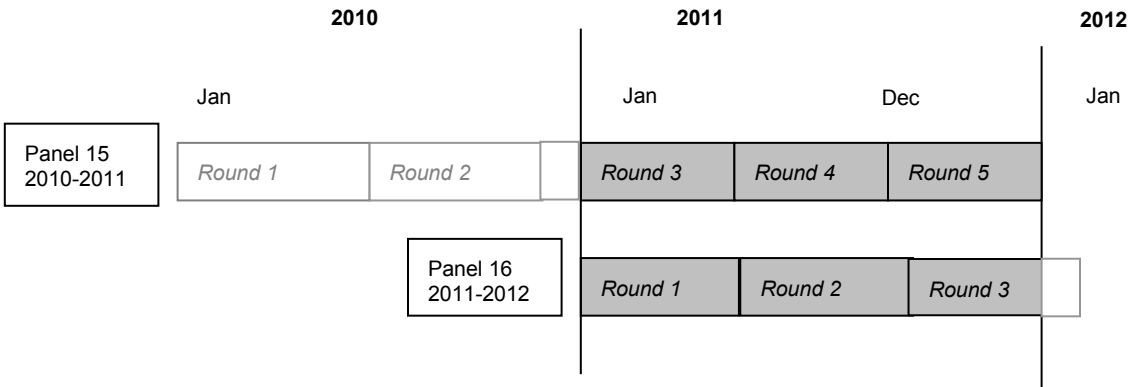 2010 2011 2012
Jan Jan Dec Jan
Panel 15
2010-2011
Round 1 Round 2 Round 3 Round 4 Round 5
Panel 16
2011-2012
Round 1 Round 2 Round 3